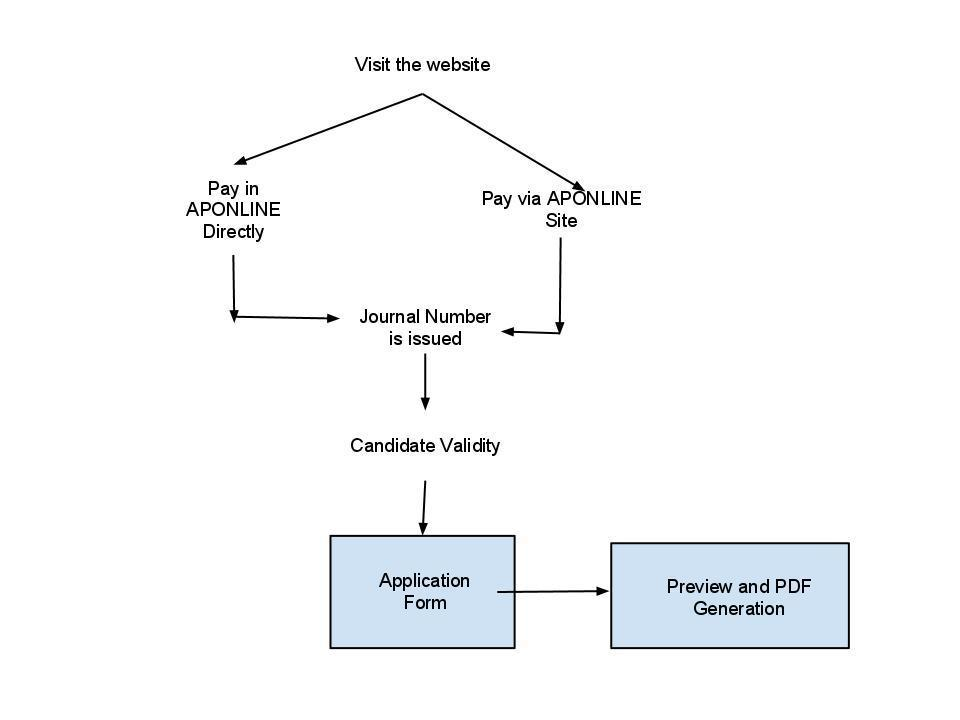 Visit the website
Pay in
APONLINE
Directly
Pay via APONLINE
Site
Journal Number
is issued
Candidate Validity
Application
Form
Preview and PDF
Generation